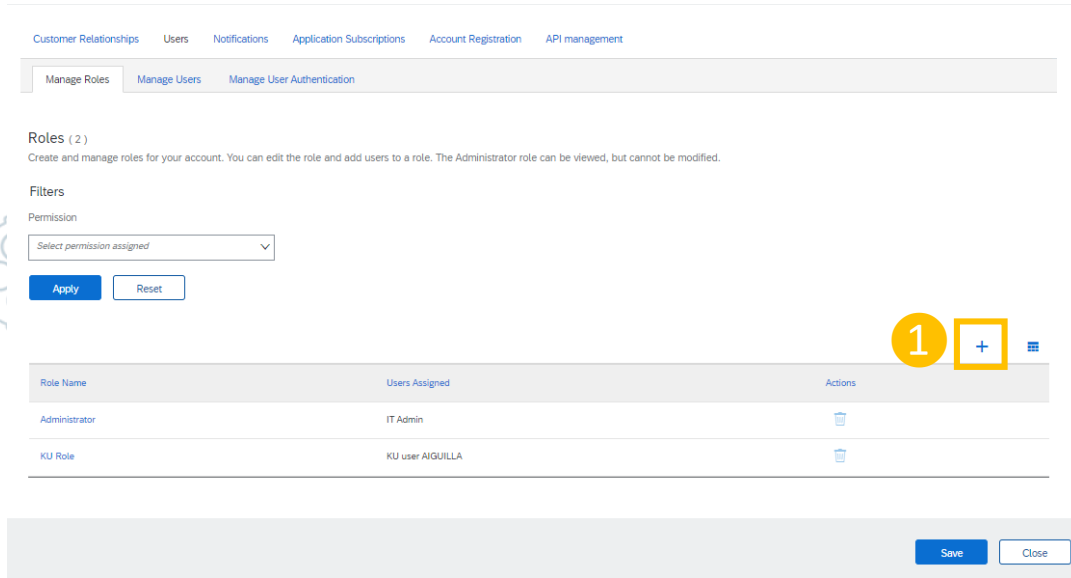 Customer Relationships Users Notifications Application Subscriptions Account Registration API management
Manage Roles Manage Users Manage User Authentication
Roles (2)
Create and manage roles for your account. You can edit the role and add users to a role. The Administrator role can be viewed, but cannot be modified.
Filters
Permission
Select permission assigned
Apply Reset
1 +
Role Name Users Assigned Actions
Administrator IT Admin
KU Role KU user AIGUILLA
Save Close